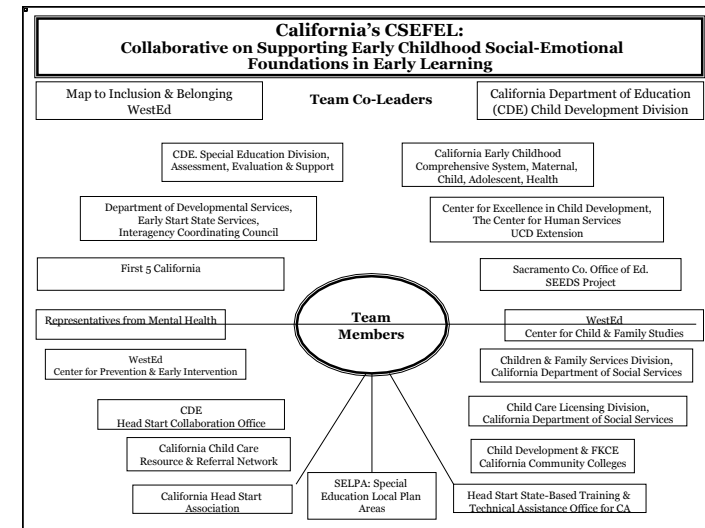 California's CSEFEL:
Collaborative on Supporting Early Childhood Social-Emotional
Foundations in Early Learning
Map to Inclusion & Belonging
WestEd
Team Co-Leaders
California Department of Education
(CDE) Child Development Division
CDE. Special Education Division,
Assessment, Evaluation & Support
California Early Childhood
Comprehensive System, Maternal,
Child, Adolescent, Health
Department of Developmental Services,
Early Start State Services,
Interagency Coordinating Council
Center for Excellence in Child Development,
The Center for Human Services
UCD Extension
First 5 California
Sacramento Co. Office of Ed.
SEEDS Project
Representatives from Mental Health
Team
Members
WestEd
Center for Child & Family Studies
WestEd
Center for Prevention & Early Intervention
Children & Family Services Division,
California Department of Social Services
CDE
Head Start Collaboration Office
Child Care Licensing Division,
California Department of Social Services
California Child Care
Resource & Referral Network
Child Development & FKCE
California Community Colleges
California Head Start
Association
SELPA: Special
Education Local Plan
Areas
Head Start State-Based Training &
Technical Assistance Office for CA